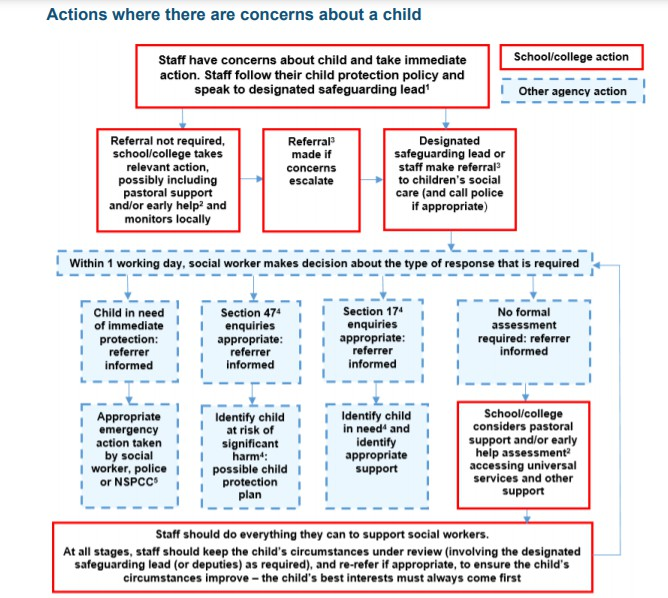 Actions where there are concerns about a child
Staff have concerns about child and take immediate
action. Staff follow their child protection policy and
speak to designated safeguarding lead¹
School/college action
Other agency action
Referral not required,
school/college takes
relevant action,
possibly including
pastoral support
and/or early help² and
monitors locally
Referral³
made if
concerns
escalate
Designated
safeguarding lead or
staff make referral³
to children's social
care (and call police
if appropriate)
Within 1 working day, social worker makes decision about the type of response that is required
Child in need
of immediate
protection:
referrer
informed
Section 47⁴
enquiries
appropriate:
referrer
informed
Section 17⁴
enquiries
appropriate:
referrer
informed
No formal
assessment
required: referrer
informed
Appropriate
emergency
action taken
by social
worker, police
or NSPCC⁵
Identify child
at risk of
significant
harm⁴:
possible child
protection
plan
Identify child
in need⁴ and
identify
appropriate
support
School/college
considers pastoral
support and/or early
help assessment²
accessing universal
services and other
support
Staff should do everything they can to support social workers.
At all stages, staff should keep the child's circumstances under review (involving the designated
safeguarding lead (or deputies) as required), and re-refer if appropriate, to ensure the child's
circumstances improve – the child's best interests must always come first